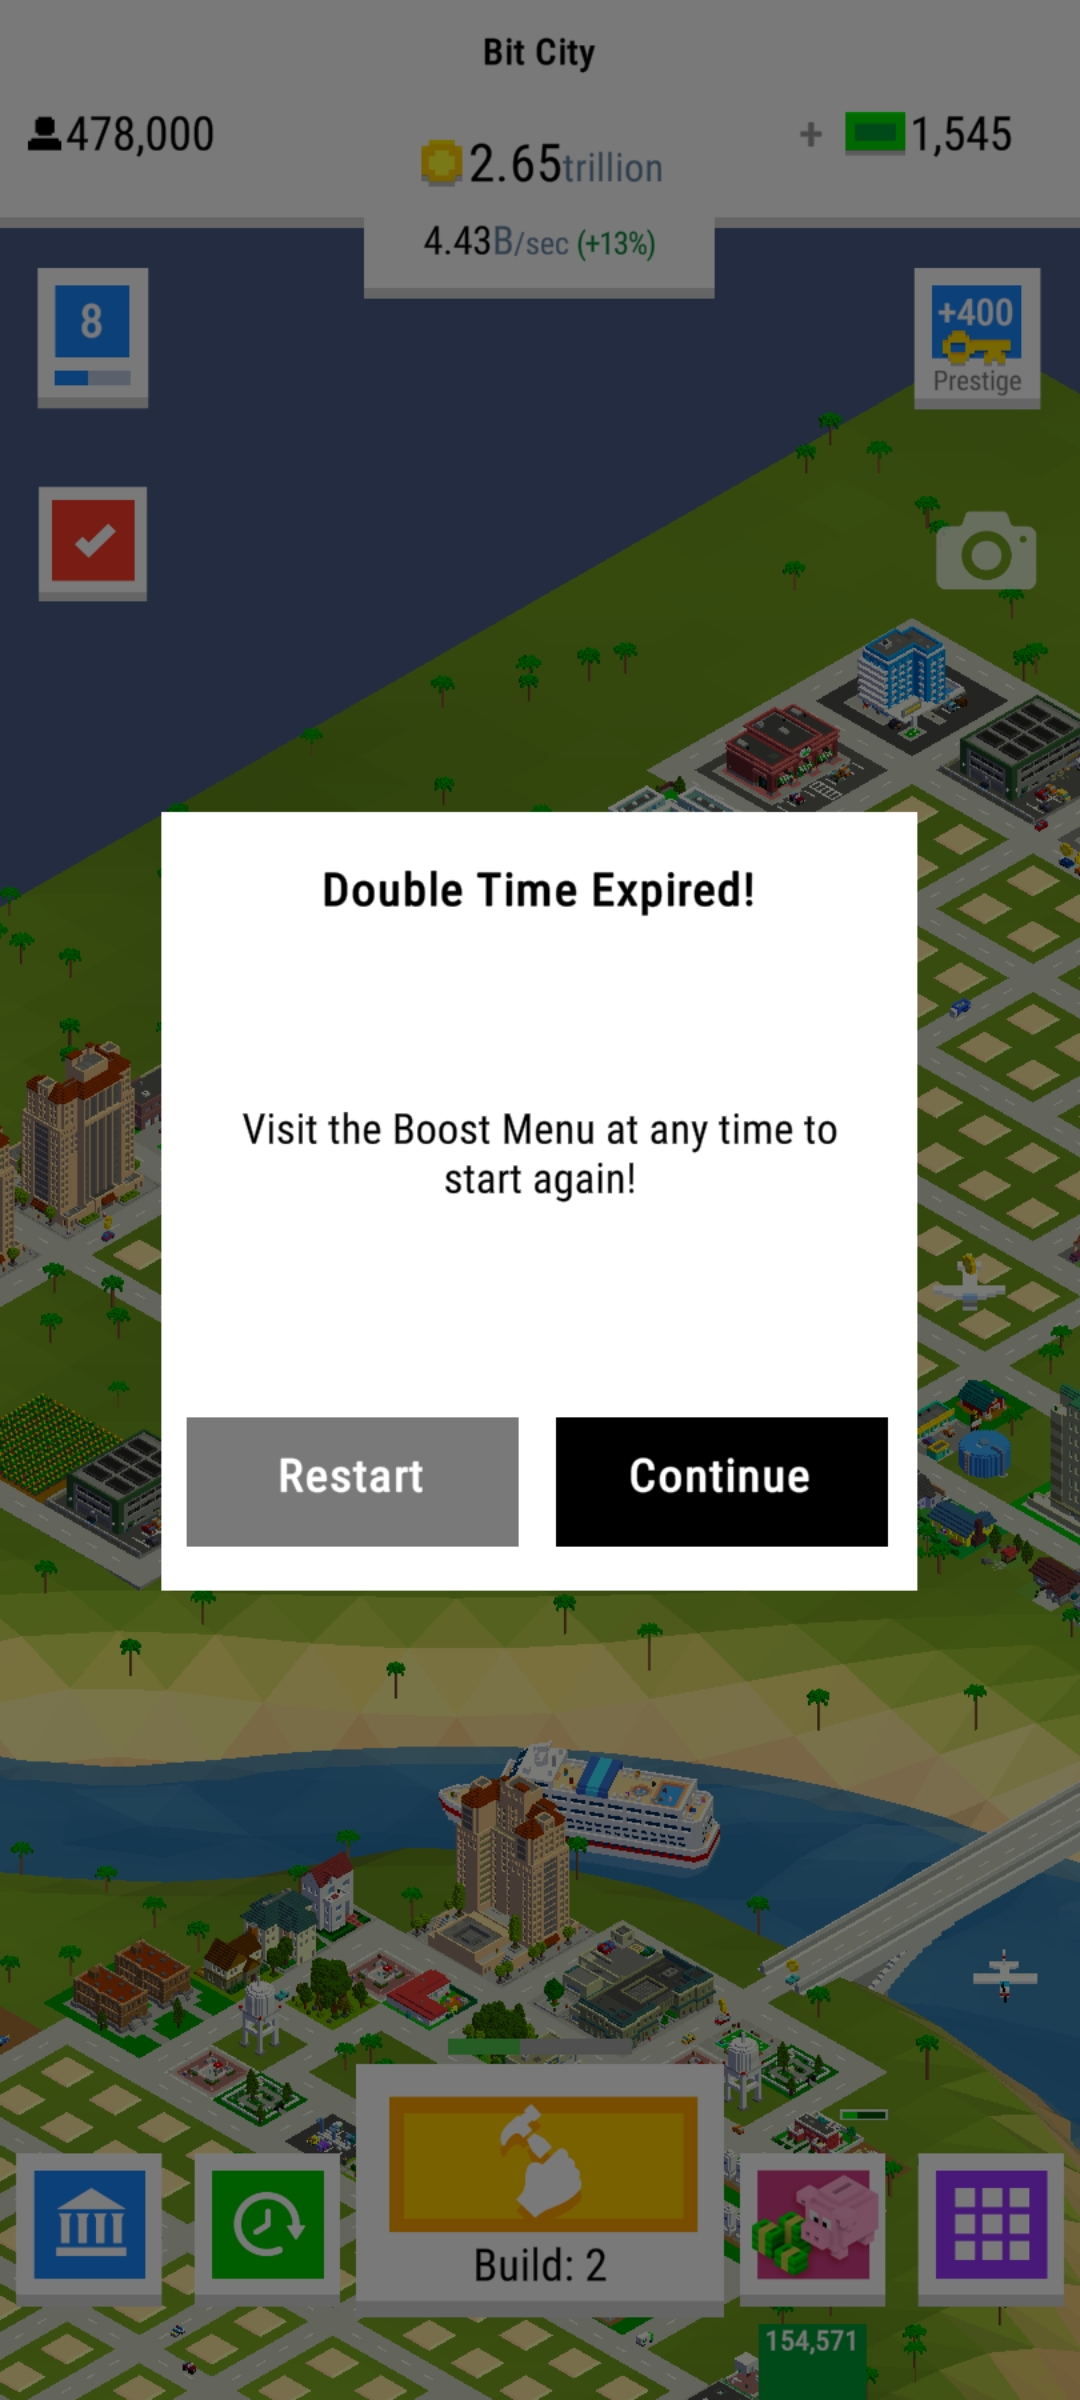 Bit City
478,000
2.65trillion
+ 1,545
4.43B/sec (+13%)
8
+400
Prestige
Double Time Expired!
Visit the Boost Menu at any time to
start again!
Restart
Continue
Build: 2
154,571